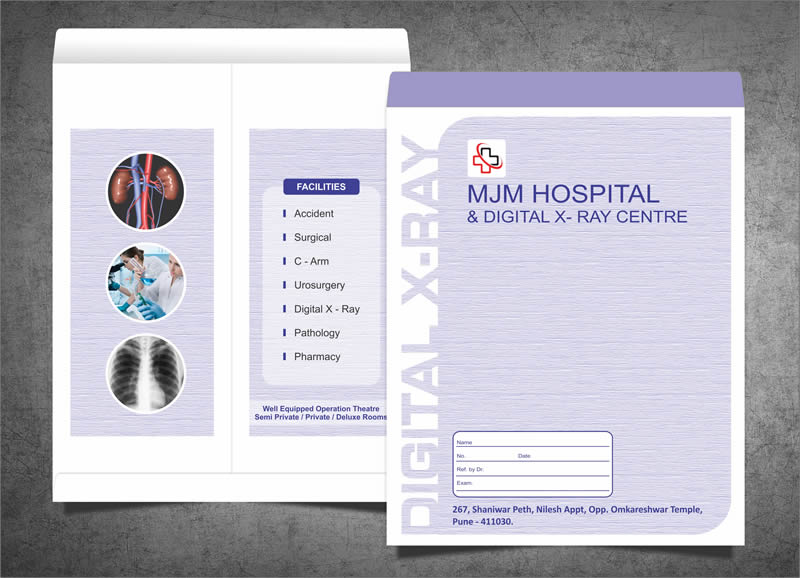 FACILITIES
Accident
Surgical
C - Arm
Urosurgery
Digital X - Ray
Pathology
Pharmacy
Well Equipped Operation Theatre
Semi Private / Private / Deluxe Rooms
DIGITAL X-RAY
MJM HOSPITAL
& DIGITAL X- RAY CENTRE
Name
No. Date
Ref. by Dr.
Exam.
267, Shaniwar Peth, Nilesh Appt, Opp. Omkareshwar Temple,
Pune - 411030.